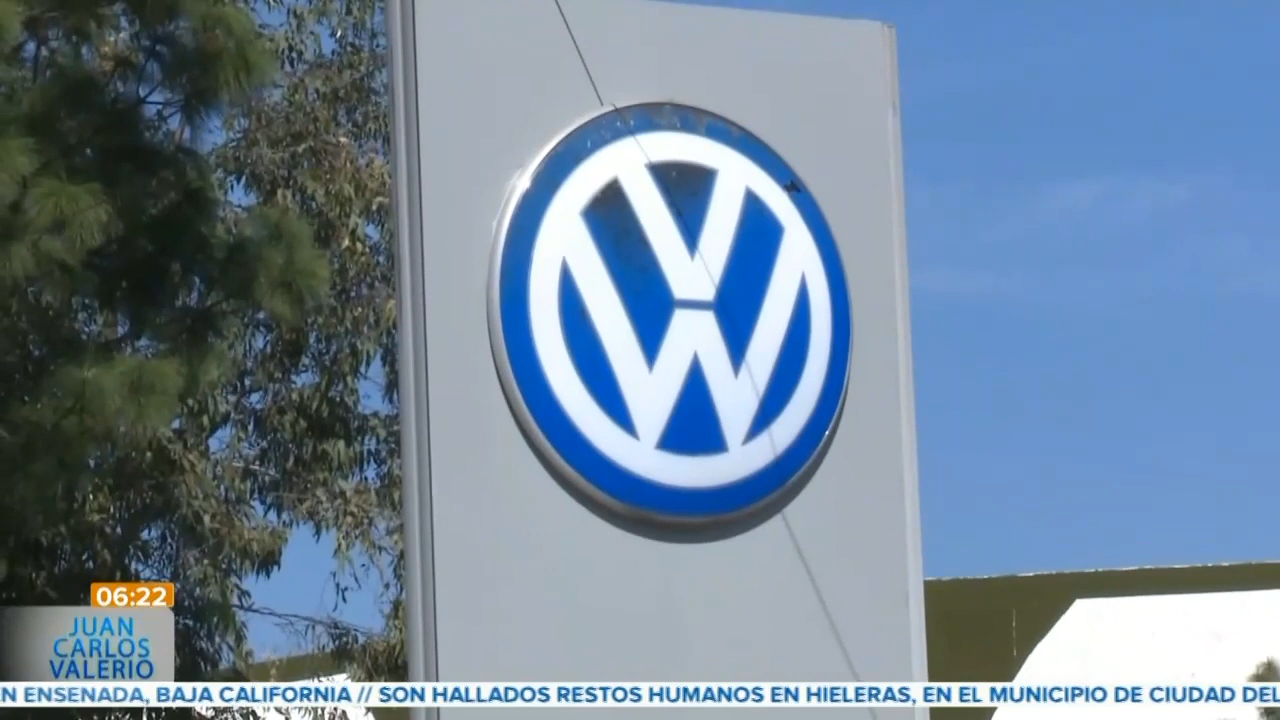 06:22
JUAN
CARLOS
VALERIO
N ENSENADA, BAJA CALIFORNIA // SON HALLADOS RESTOS HUMANOS EN HIELERAS, EN EL MUNICIPIO DE CIUDAD DEL